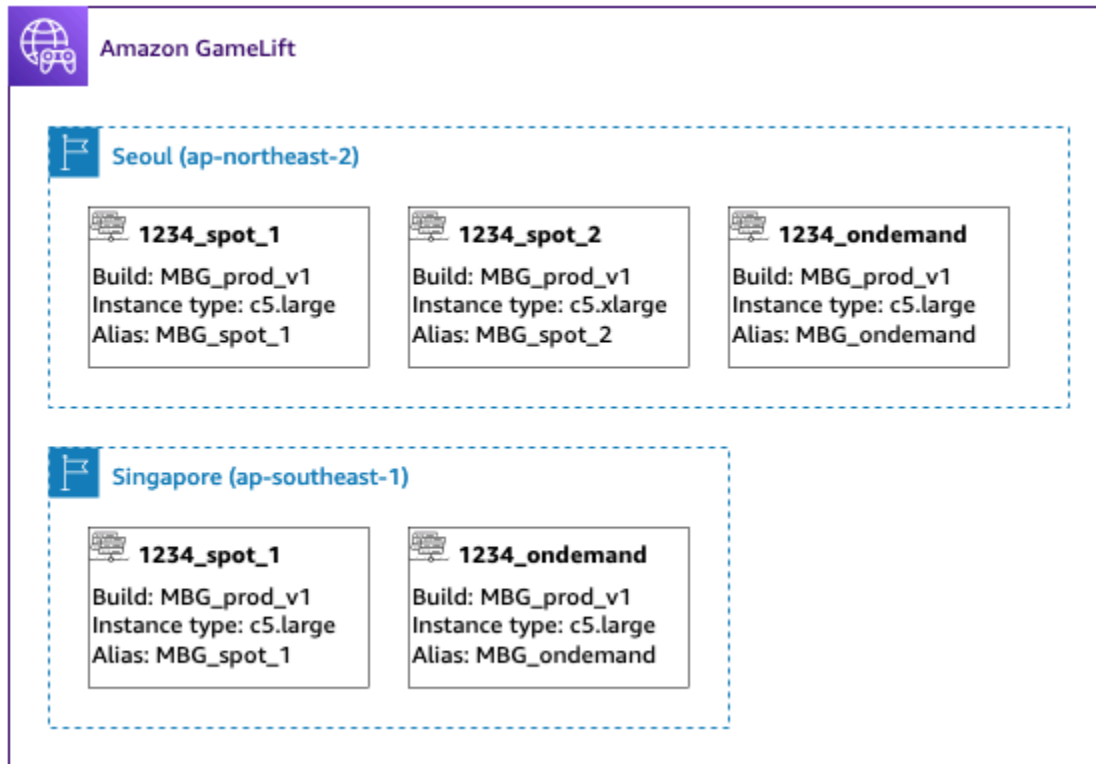 Amazon GameLift
Seoul (ap-northeast-2)
1234_spot_1
Build: MBG_prod_v1
Instance type: c5.large
Alias: MBG_spot_1
1234_spot_2
Build: MBG_prod_v1
Instance type: c5.xlarge
Alias: MBG_spot_2
1234_ondemand
Build: MBG_prod_v1
Instance type: c5.large
Alias: MBG_ondemand
Singapore (ap-southeast-1)
1234_spot_1
Build: MBG_prod_v1
Instance type: c5.large
Alias: MBG_spot_1
1234_ondemand
Build: MBG_prod_v1
Instance type: c5.large
Alias: MBG_ondemand